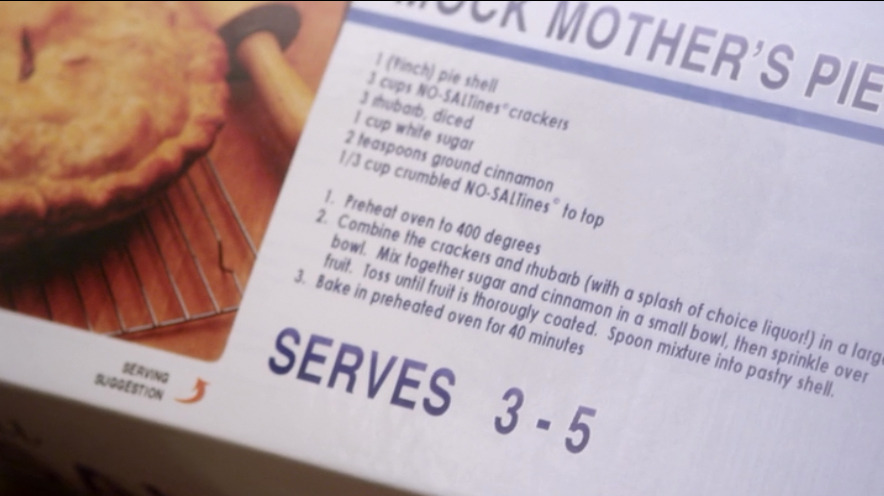 MOCK MOTHER'S PIE
1 (Pinch) pie shell
3 cups NO-SALTines® crackers
3 rhubarb, diced
1 cup white sugar
2 teaspoons ground cinnamon
1/3 cup crumbled NO-SALTines® to top
1. Preheat oven to 400 degrees
2. Combine the crackers and rhubarb (with a splash of choice liquor!) in a large
bowl. Mix together sugar and cinnamon in a small bowl, then sprinkle over
fruit. Toss until fruit is thorougly coated. Spoon mixture into pastry shell.
3. Bake in preheated oven for 40 minutes
SERVES 3 - 5
SERVING
SUGGESTION